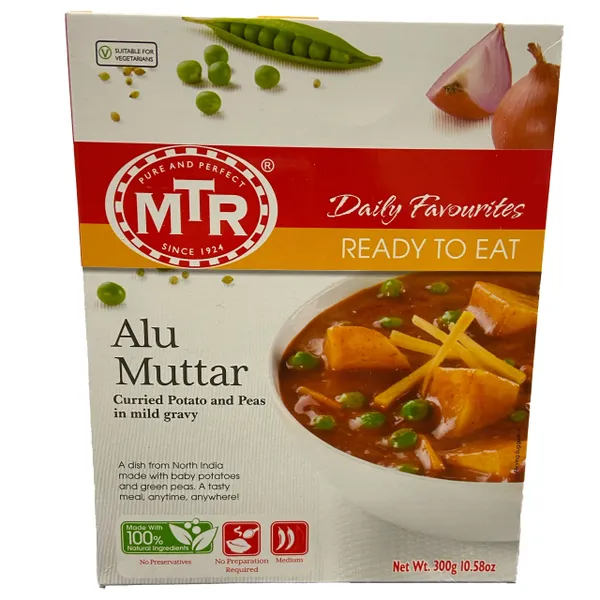 SUITABLE FOR
VEGETARIANS
PURE AND PERFECT
MTR
®
SINCE 1924
Daily Favourites
READY TO EAT
Alu
Muttar
Curried Potato and Peas
in mild gravy
A dish from North India
made with baby potatoes
and green peas. A tasty
meal, anytime, anywhere!
Made With
100%
Natural Ingredients
No Preservatives
No Preparation
Required
Medium
Net Wt. 300g 10.58oz